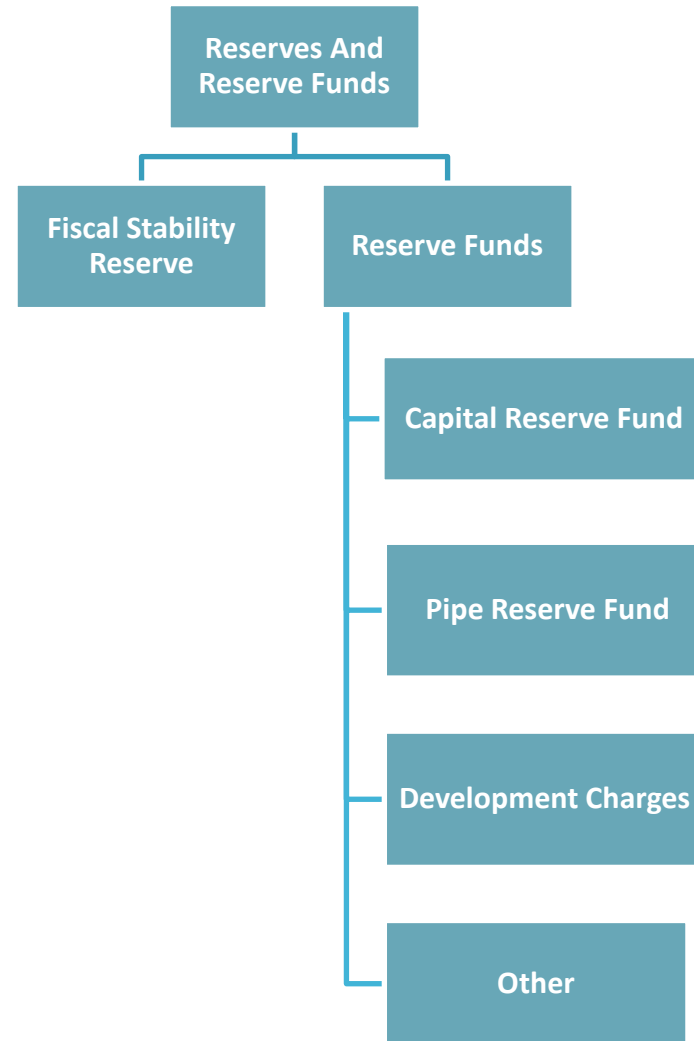 Reserves And
Reserve Funds
Fiscal Stability
Reserve
Reserve Funds
Capital Reserve Fund
Pipe Reserve Fund
Development Charges
Other